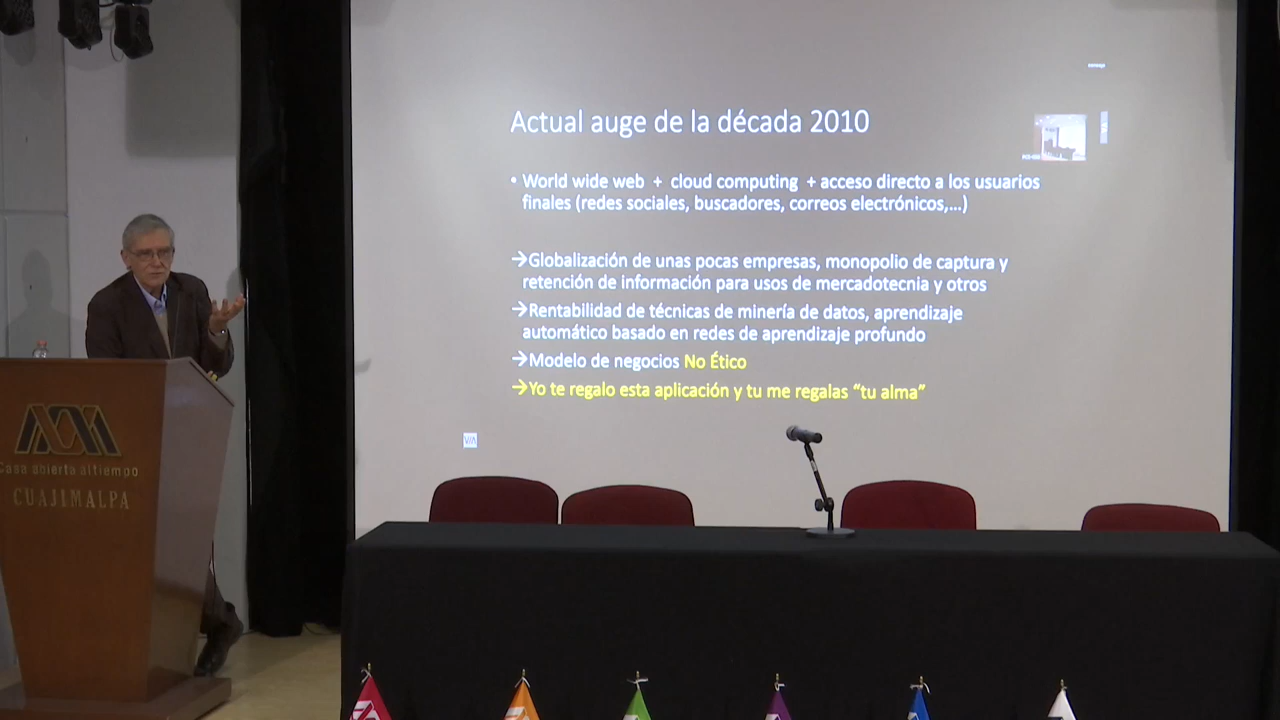 Actual auge de la década 2010
• World wide web + cloud computing + acceso directo a los usuarios
finales (redes sociales, buscadores, correos electrónicos,...)
→Globalización de unas pocas empresas, monopolio de captura y
retención de información para usos de mercadotecnia y otros
→Rentabilidad de técnicas de minería de datos, aprendizaje
automático basado en redes de aprendizaje profundo
→Modelo de negocios No Ético
→Yo te regalo esta aplicación y tu me regalas “tu alma”
Casa abierta al tiempo
CUAJIMALPA